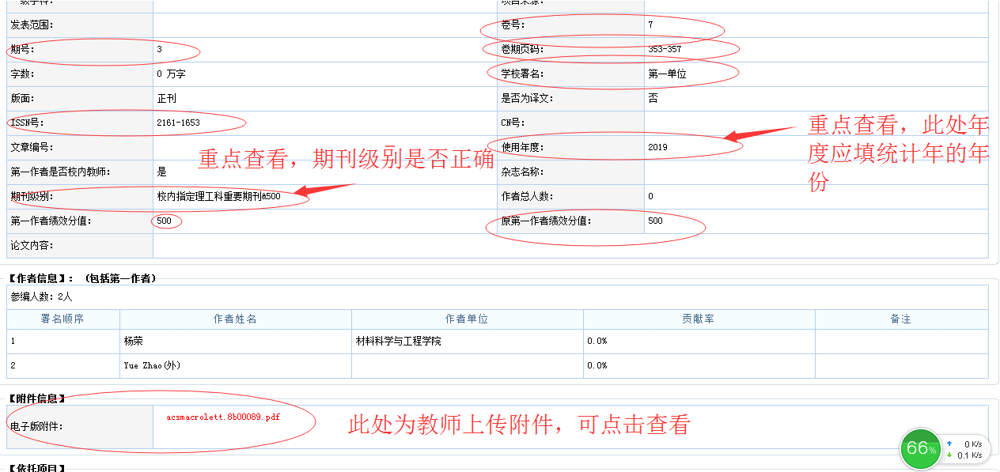 发表范围：
卷号： 7
期号： 3
卷期页码： 353-357
字数： 0 万字
学校署名： 第一单位
版面： 正刊
是否为译文： 否
ISSN号： 2161-1653
CN号：
文章编号：
使用年度： 2019
重点查看，此处年
度应填统计年的年
份
重点查看，期刊级别是否正确
第一作者是否校内教师： 是
杂志名称：
期刊级别： 校内指定理工科重要期刊@500
作者总人数： 0
第一作者绩效分值： 500
原第一作者绩效分值： 500
论文内容：
【作者信息】：（包括第一作者）
参编人数：2人
署名顺序 作者姓名 作者单位 贡献率 备注
1 杨荣 材料科学与工程学院 0.0%
2 Yue Zhao(外) 0.0%
【附件信息】
电子版附件： acsmacrolett.8b00089.pdf
此处为教师上传附件，可点击查看
66%
0 K/s
0.1 K/s
【依托项目】